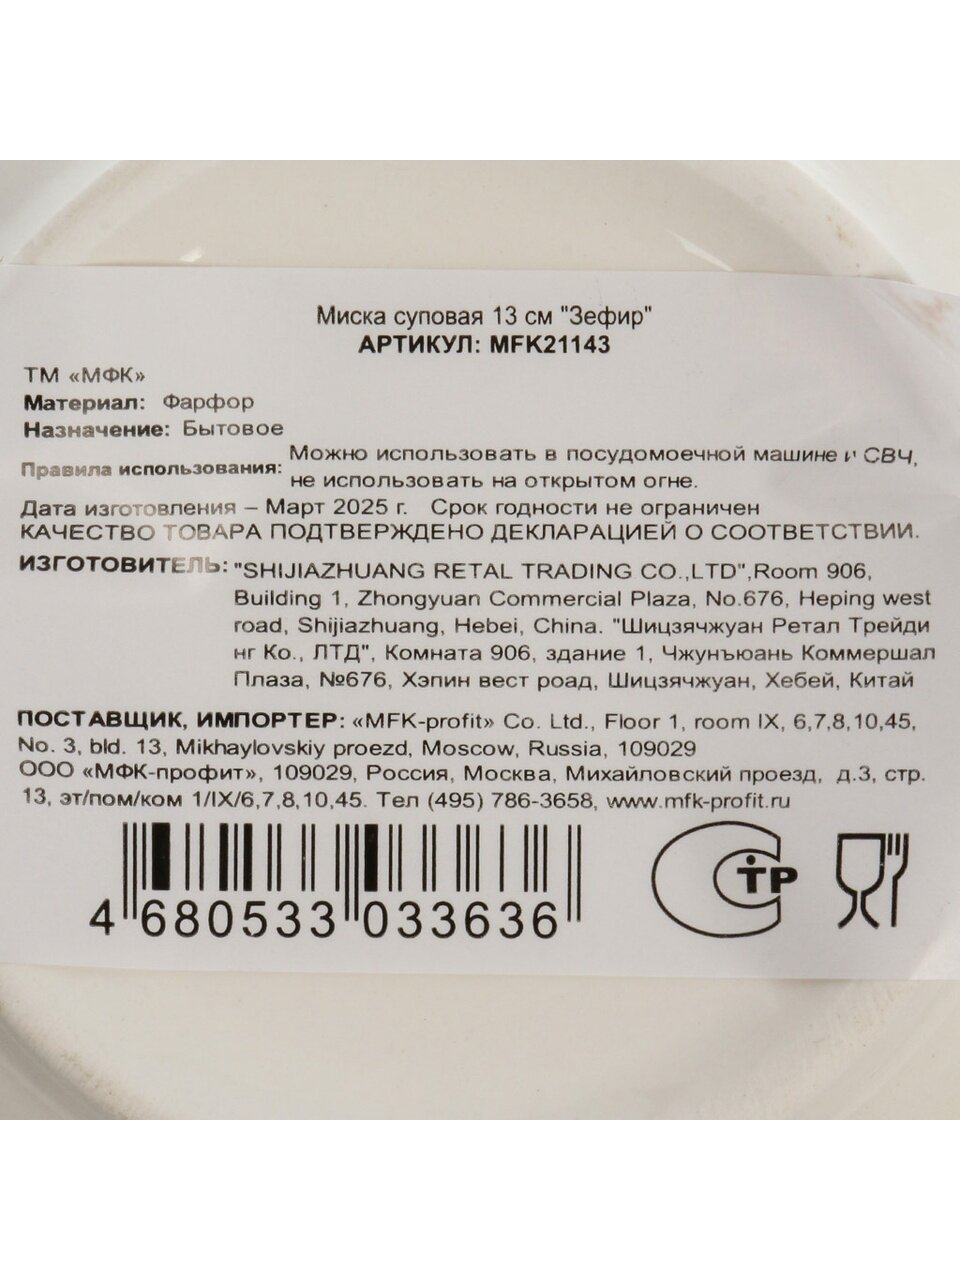 Миска суповая 13 см "Зефир"
АРТИКУЛ: MFK21143
ТМ «МФК»
Материал: Фарфор
Назначение: Бытовое
Правила использования: Можно использовать в посудомоечной машине и СВЧ,
не использовать на открытом огне.
Дата изготовления – Март 2025 г. Срок годности не ограничен
КАЧЕСТВО ТОВАРА ПОДТВЕРЖДЕНО ДЕКЛАРАЦИЕЙ О СООТВЕТСТВИИ.
ИЗГОТОВИТЕЛЬ: "SHIJIAZHUANG RETAL TRADING CO.,LTD",Room 906,
Building 1, Zhongyuan Commercial Plaza, No.676, Heping west
road, Shijiazhuang, Hebei, China. "Шицзячжуан Ретал Трейди
нг Ко., ЛТД", Комната 906, здание 1, Чжунъюань Коммершал
Плаза, №676, Хэпин вест роад, Шицзячжуан, Хебей, Китай
ПОСТАВЩИК, ИМПОРТЕР: «MFK-profit» Co. Ltd., Floor 1, room IX, 6,7,8,10,45,
No. 3, bld. 13, Mikhaylovskiy proezd, Moscow, Russia, 109029
ООО «МФК-профит», 109029, Россия, Москва, Михайловский проезд, д.3, стр.
13, эт/пом/ком 1/IX/6,7,8,10,45. Тел (495) 786-3658, www.mfk-profit.ru
4 680533 033636
СТР